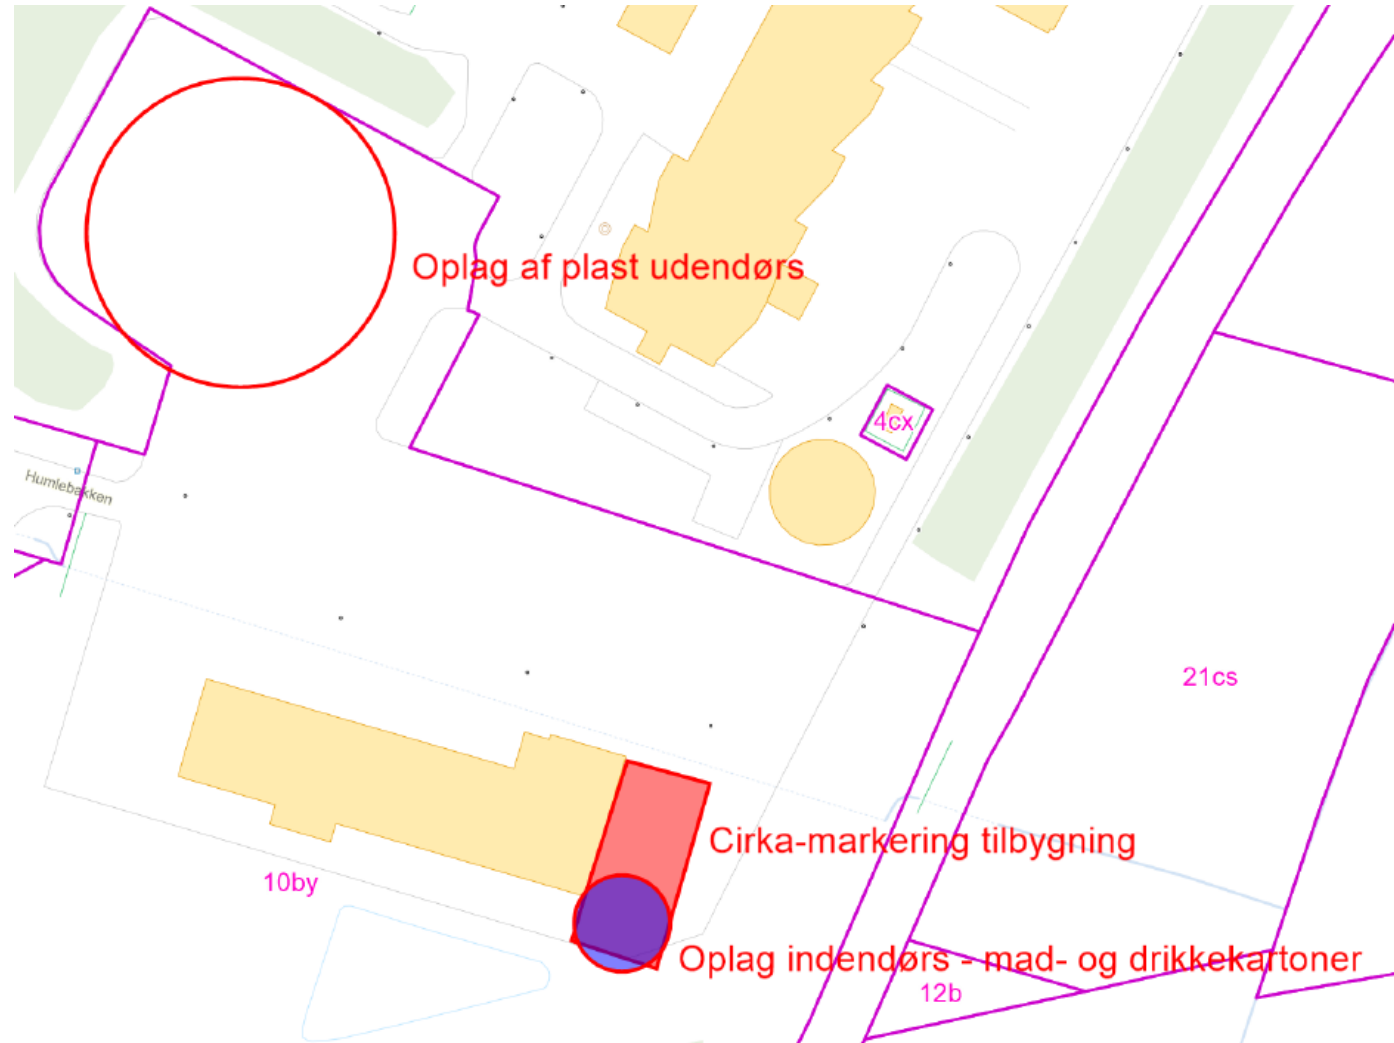 Oplag af plast udendørs
4cx
Humlebakken
21cs
Cirka-markering tilbygning
10by
Oplag indendørs - mad- og drikkekartoner
12b